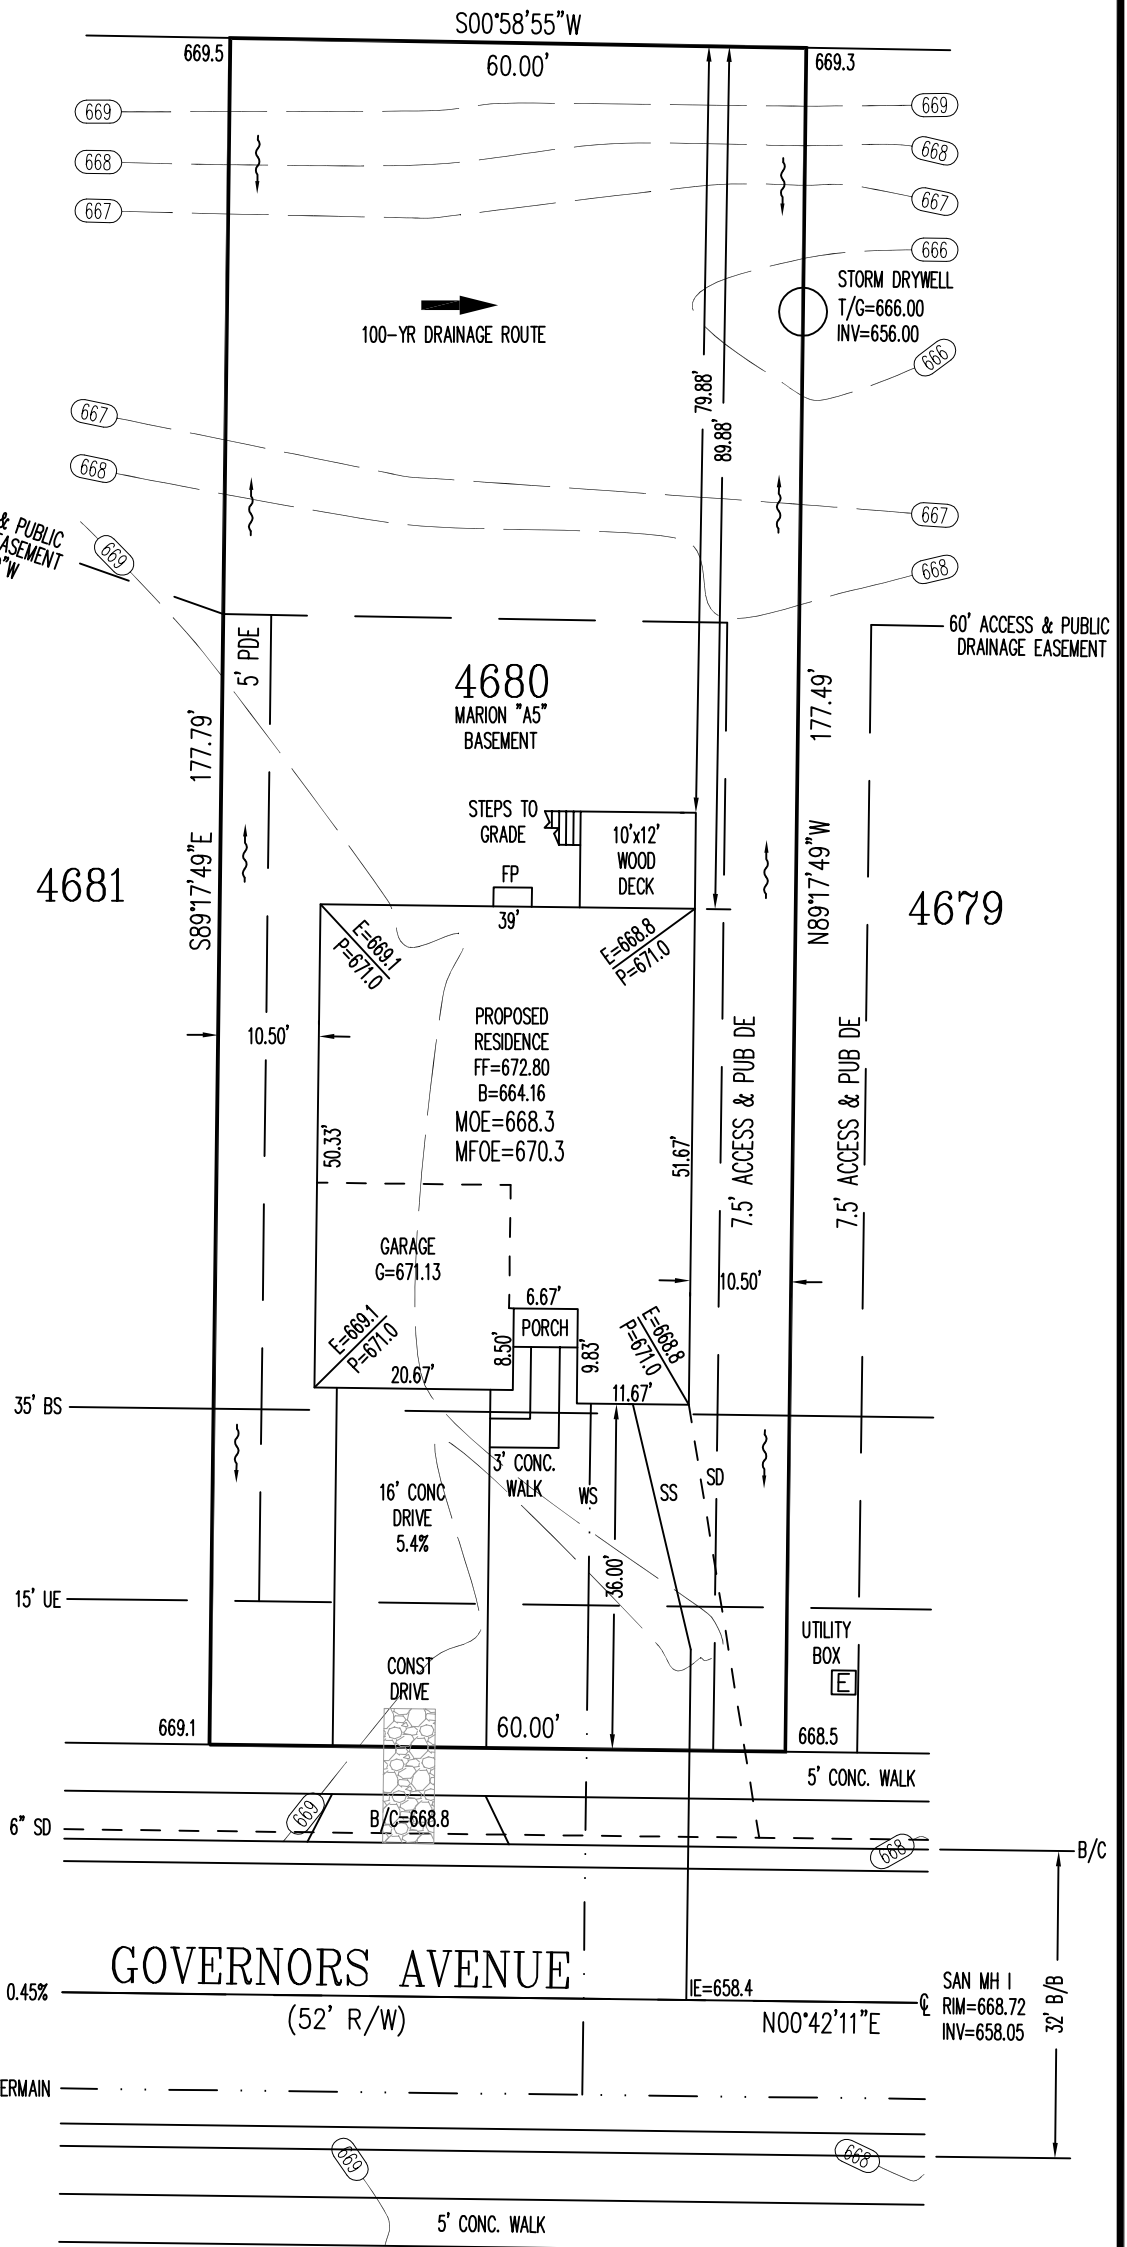 S00°58'55"W
669.5
60.00'
669.3
669
669
668
668
667
667
666
STORM DRYWELL
T/G=666.00
INV=656.00
100-YR DRAINAGE ROUTE
666
79.88'
89.88'
667
668
667
668
& PUBLIC
EASEMENT
"W
669
5' PDE
60' ACCESS & PUBLIC
DRAINAGE EASEMENT
4680
MARION "A5"
BASEMENT
177.79'
177.49'
STEPS TO
GRADE
10'x12'
WOOD
DECK
FP
39'
4681
S89°17'49"E
N89°17'49"W
4679
E=669.1
P=671.0
E=668.8
P=671.0
PROPOSED
RESIDENCE
FF=672.80
B=664.16
MOE=668.3
MFOE=670.3
10.50'
50.33'
51.67'
7.5' ACCESS & PUB DE
7.5' ACCESS & PUB DE
GARAGE
G=671.13
10.50'
6.67'
PORCH
E=669.1
P=671.0
8.50'
9.83'
E=668.8
P=671.0
20.67'
11.67'
35' BS
3' CONC.
WALK
16' CONC
DRIVE
5.4%
WS
SS
SD
36.00'
15' UE
UTILITY
BOX
E
CONST
DRIVE
669.1
60.00'
668.5
5' CONC. WALK
669
B/C=668.8
6" SD
668
B/C
GOVERNORS AVENUE
(52' R/W)
0.45%
IE=658.4
N00°42'11"E
℄
SAN MH 1
RIM=668.72
INV=658.05
32' B/B
ERMAIN
669
668
5' CONC. WALK